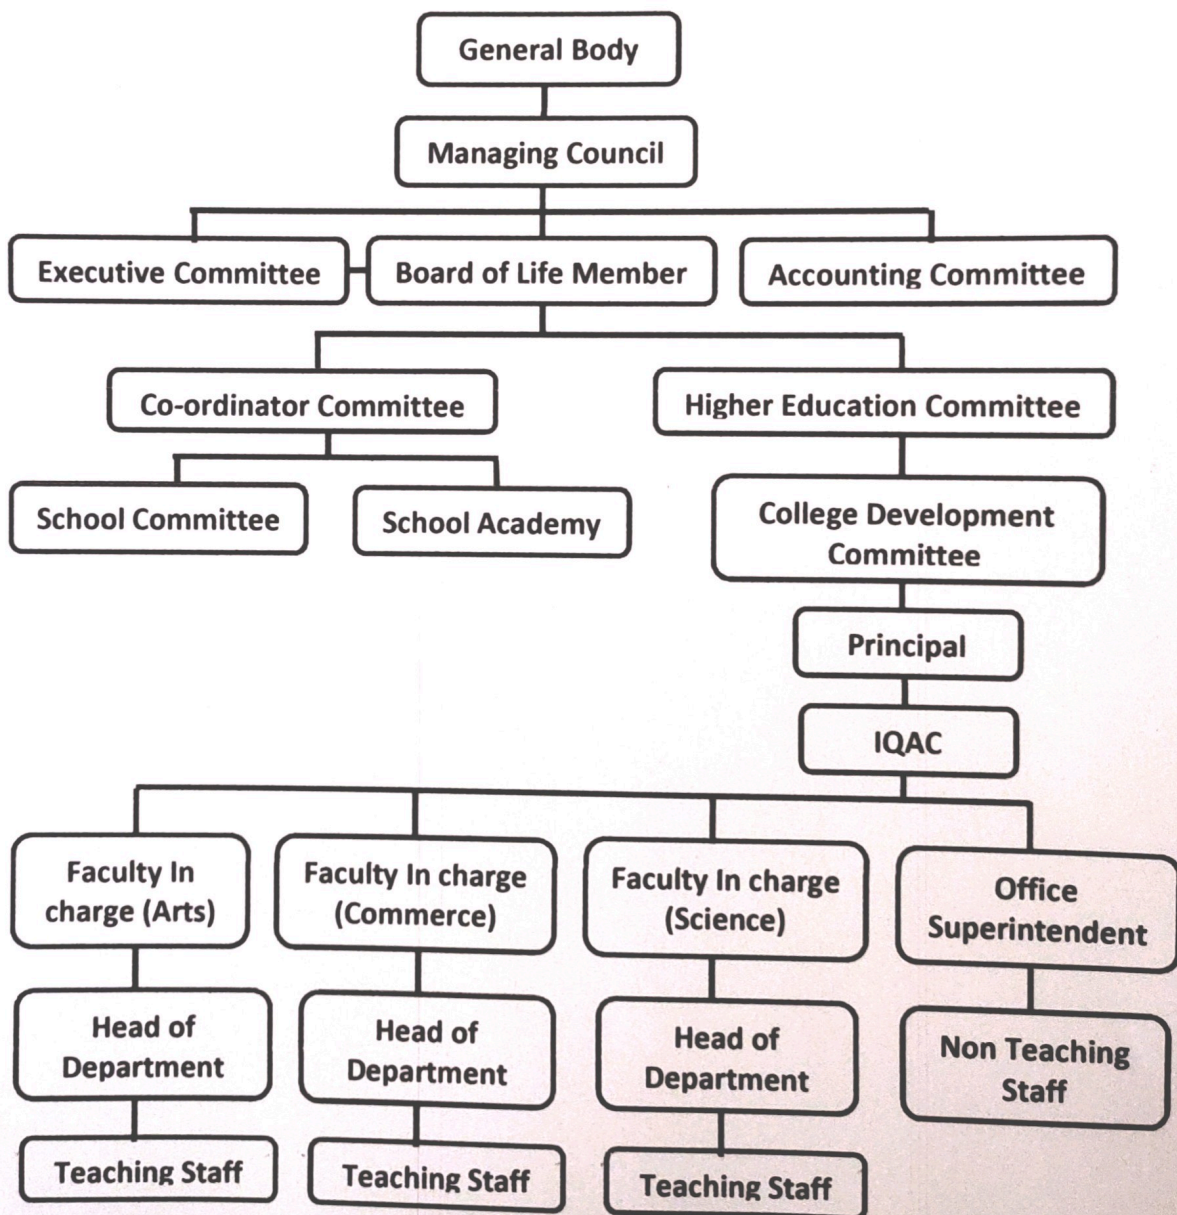 General Body
Managing Council
Executive Committee
Board of Life Member
Accounting Committee
Co-ordinator Committee
Higher Education Committee
School Committee
School Academy
College Development
Committee
Principal
IQAC
Faculty In
charge (Arts)
Faculty In charge
(Commerce)
Faculty In charge
(Science)
Office
Superintendent
Head of
Department
Head of
Department
Head of
Department
Non Teaching
Staff
Teaching Staff
Teaching Staff
Teaching Staff